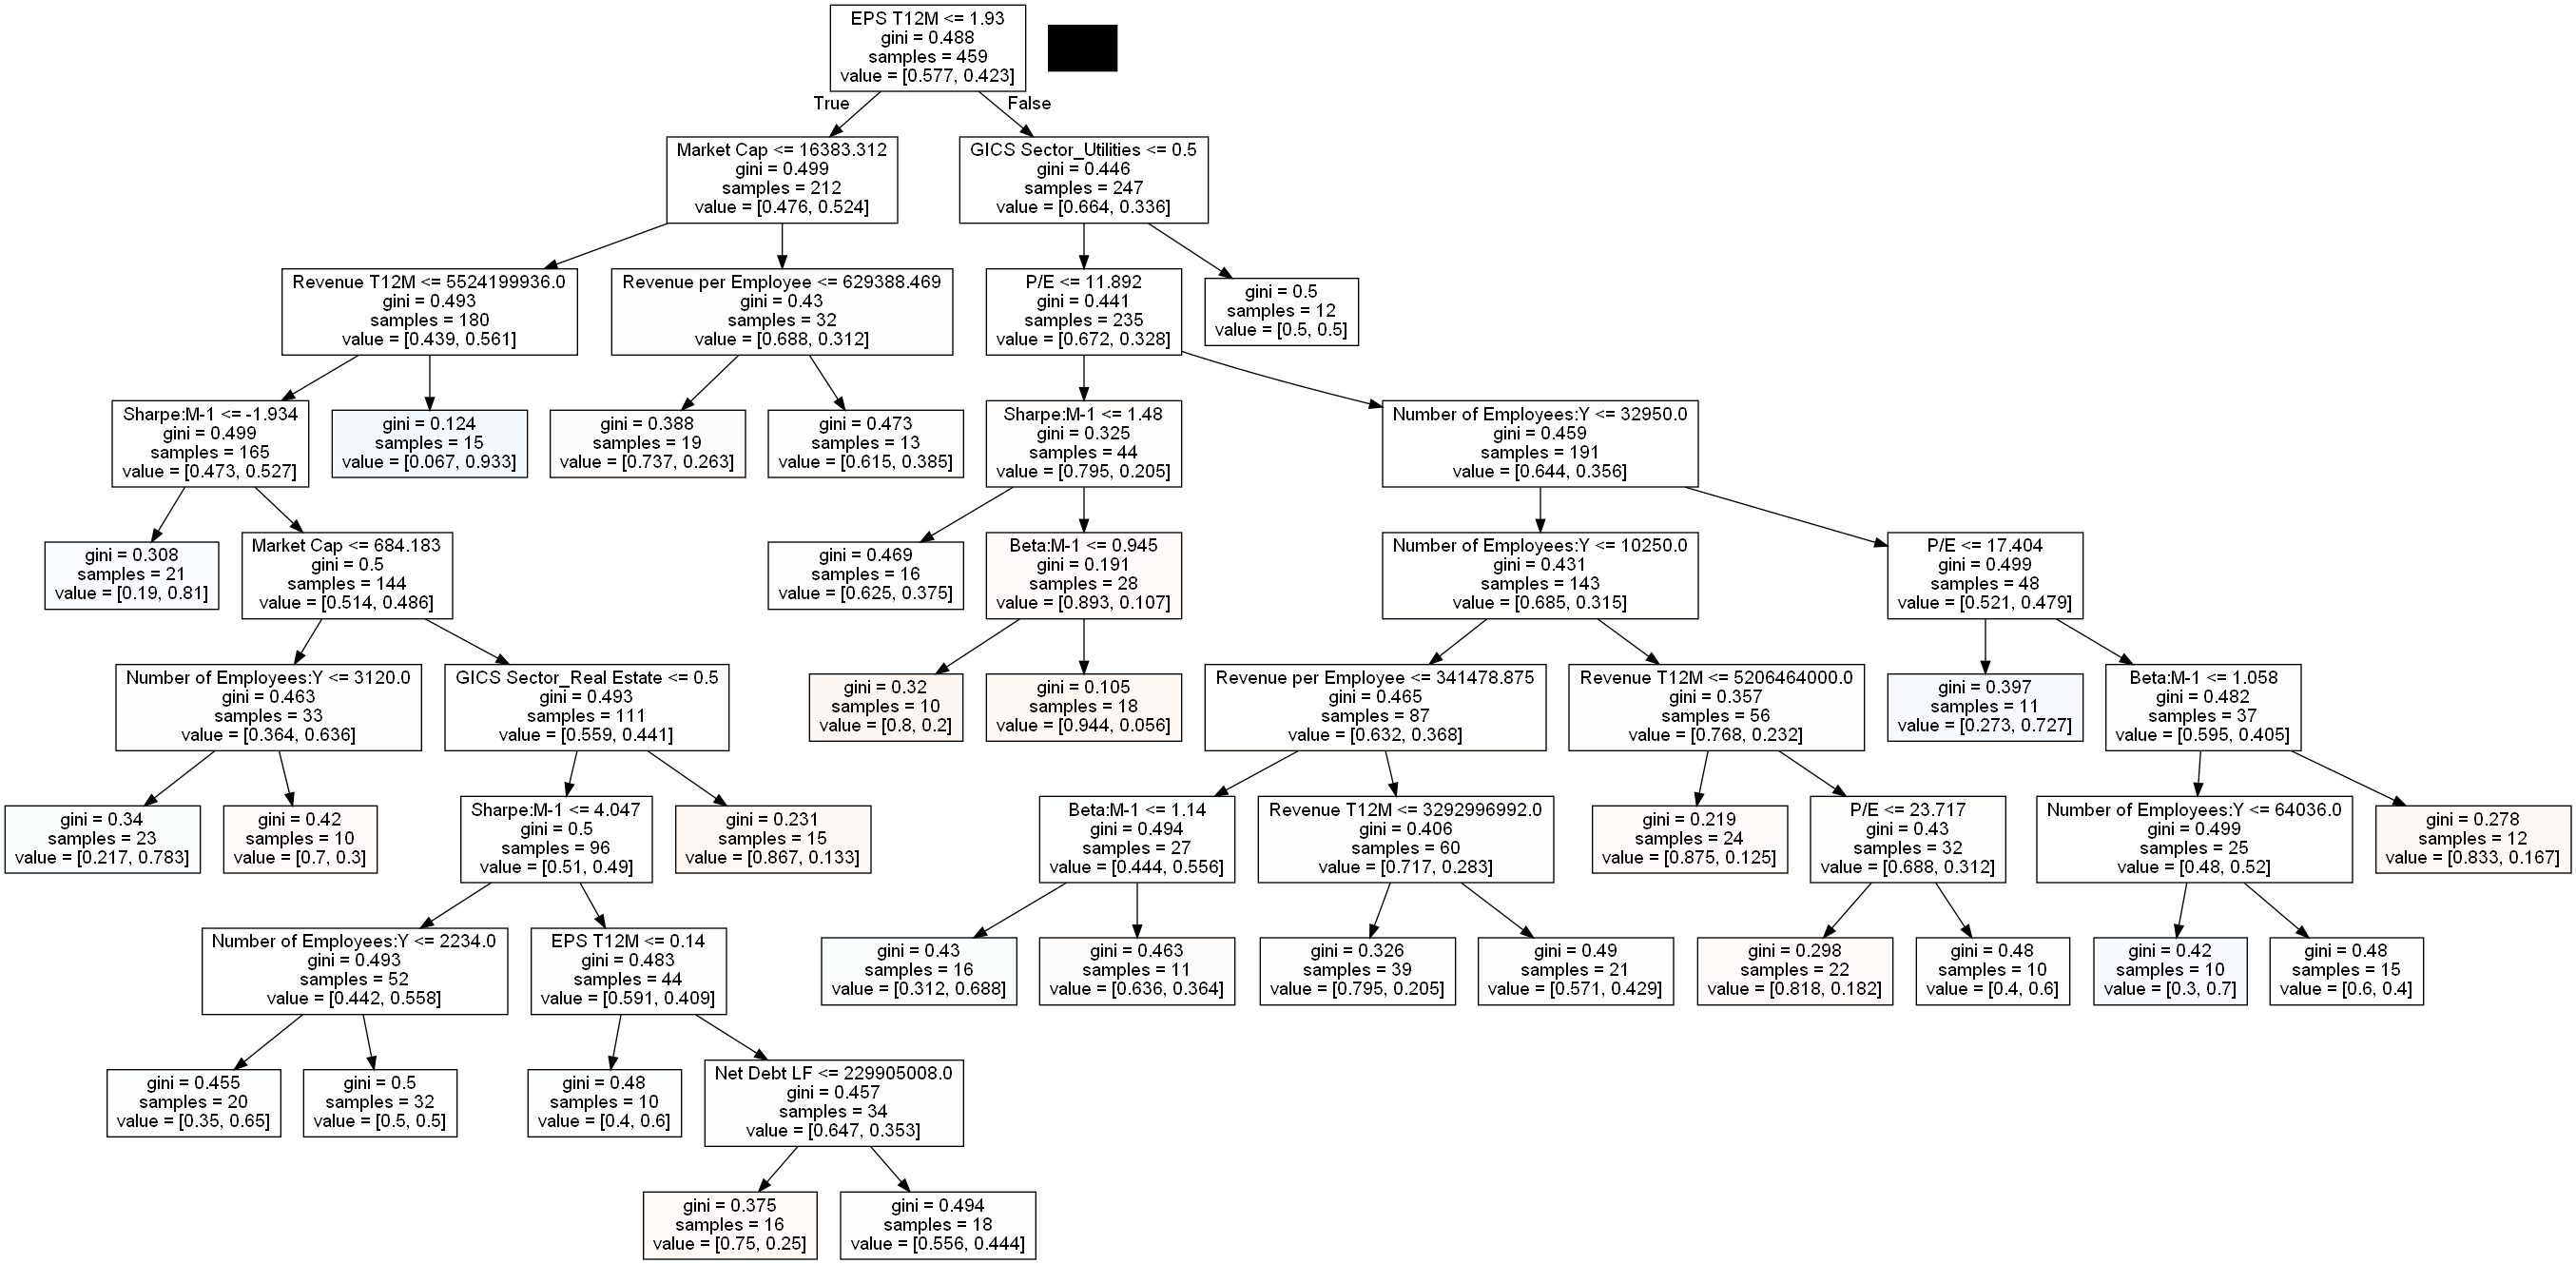 EPS T12M <= 1.93
gini = 0.488
samples = 459
value = [0.577, 0.423]
True
False
Market Cap <= 16383.312
gini = 0.499
samples = 212
value = [0.476, 0.524]
GICS Sector_Utilities <= 0.5
gini = 0.446
samples = 247
value = [0.664, 0.336]
Revenue T12M <= 5524199936.0
gini = 0.493
samples = 180
value = [0.439, 0.561]
Revenue per Employee <= 629388.469
gini = 0.43
samples = 32
value = [0.688, 0.312]
P/E <= 11.892
gini = 0.441
samples = 235
value = [0.672, 0.328]
gini = 0.5
samples = 12
value = [0.5, 0.5]
Sharpe:M-1 <= -1.934
gini = 0.499
samples = 165
value = [0.473, 0.527]
gini = 0.124
samples = 15
value = [0.067, 0.933]
gini = 0.388
samples = 19
value = [0.737, 0.263]
gini = 0.473
samples = 13
value = [0.615, 0.385]
Sharpe:M-1 <= 1.48
gini = 0.325
samples = 44
value = [0.795, 0.205]
Number of Employees:Y <= 32950.0
gini = 0.459
samples = 191
value = [0.644, 0.356]
gini = 0.308
samples = 21
value = [0.19, 0.81]
Market Cap <= 684.183
gini = 0.5
samples = 144
value = [0.514, 0.486]
gini = 0.469
samples = 16
value = [0.625, 0.375]
Beta:M-1 <= 0.945
gini = 0.191
samples = 28
value = [0.893, 0.107]
Number of Employees:Y <= 10250.0
gini = 0.431
samples = 143
value = [0.685, 0.315]
P/E <= 17.404
gini = 0.499
samples = 48
value = [0.521, 0.479]
Number of Employees:Y <= 3120.0
gini = 0.463
samples = 33
value = [0.364, 0.636]
GICS Sector_Real Estate <= 0.5
gini = 0.493
samples = 111
value = [0.559, 0.441]
gini = 0.32
samples = 10
value = [0.8, 0.2]
gini = 0.105
samples = 18
value = [0.944, 0.056]
Revenue per Employee <= 341478.875
gini = 0.465
samples = 87
value = [0.632, 0.368]
Revenue T12M <= 5206464000.0
gini = 0.357
samples = 56
value = [0.768, 0.232]
gini = 0.397
samples = 11
value = [0.273, 0.727]
Beta:M-1 <= 1.058
gini = 0.482
samples = 37
value = [0.595, 0.405]
gini = 0.34
samples = 23
value = [0.217, 0.783]
gini = 0.42
samples = 10
value = [0.7, 0.3]
Sharpe:M-1 <= 4.047
gini = 0.5
samples = 96
value = [0.51, 0.49]
gini = 0.231
samples = 15
value = [0.867, 0.133]
Beta:M-1 <= 1.14
gini = 0.494
samples = 27
value = [0.444, 0.556]
Revenue T12M <= 3292996992.0
gini = 0.406
samples = 60
value = [0.717, 0.283]
gini = 0.219
samples = 24
value = [0.875, 0.125]
P/E <= 23.717
gini = 0.43
samples = 32
value = [0.688, 0.312]
Number of Employees:Y <= 64036.0
gini = 0.499
samples = 25
value = [0.48, 0.52]
gini = 0.278
samples = 12
value = [0.833, 0.167]
Number of Employees:Y <= 2234.0
gini = 0.493
samples = 52
value = [0.442, 0.558]
EPS T12M <= 0.14
gini = 0.483
samples = 44
value = [0.591, 0.409]
gini = 0.43
samples = 16
value = [0.312, 0.688]
gini = 0.463
samples = 11
value = [0.636, 0.364]
gini = 0.326
samples = 39
value = [0.795, 0.205]
gini = 0.49
samples = 21
value = [0.571, 0.429]
gini = 0.298
samples = 22
value = [0.818, 0.182]
gini = 0.48
samples = 10
value = [0.4, 0.6]
gini = 0.42
samples = 10
value = [0.3, 0.7]
gini = 0.48
samples = 15
value = [0.6, 0.4]
gini = 0.455
samples = 20
value = [0.35, 0.65]
gini = 0.5
samples = 32
value = [0.5, 0.5]
gini = 0.48
samples = 10
value = [0.4, 0.6]
Net Debt LF <= 229905008.0
gini = 0.457
samples = 34
value = [0.647, 0.353]
gini = 0.375
samples = 16
value = [0.75, 0.25]
gini = 0.494
samples = 18
value = [0.556, 0.444]